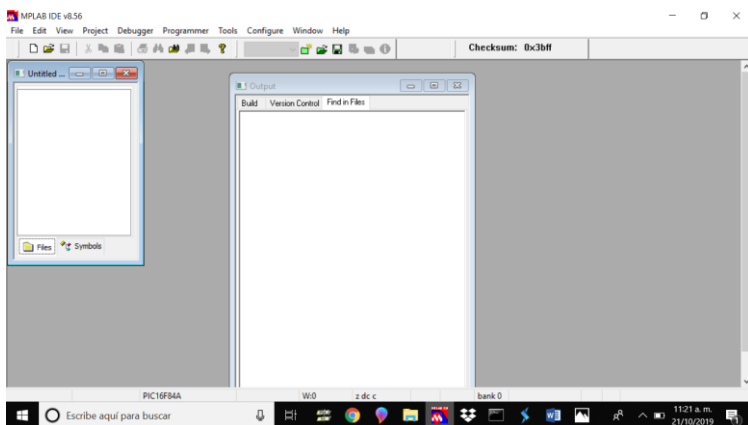 MPLAB IDE v8.56
File Edit View Project Debugger Programmer Tools Configure Window Help
Checksum: 0x3bff
Untitled ...
Output
Build Version Control Find in Files
Files Symbols
PIC16F84A W:0 z dc c bank 0
Escribe aquí para buscar
11:21 a. m.
21/10/2019